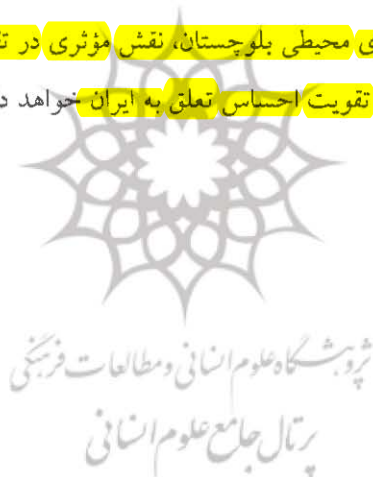 ی محیطی بلوچستان، نقش مؤثری در
تقویت احساس تعلق به ایران خواهد
پژوهشگاه علوم انسانی و مطالعات فرهنگی
پرتال جامع علوم انسانی